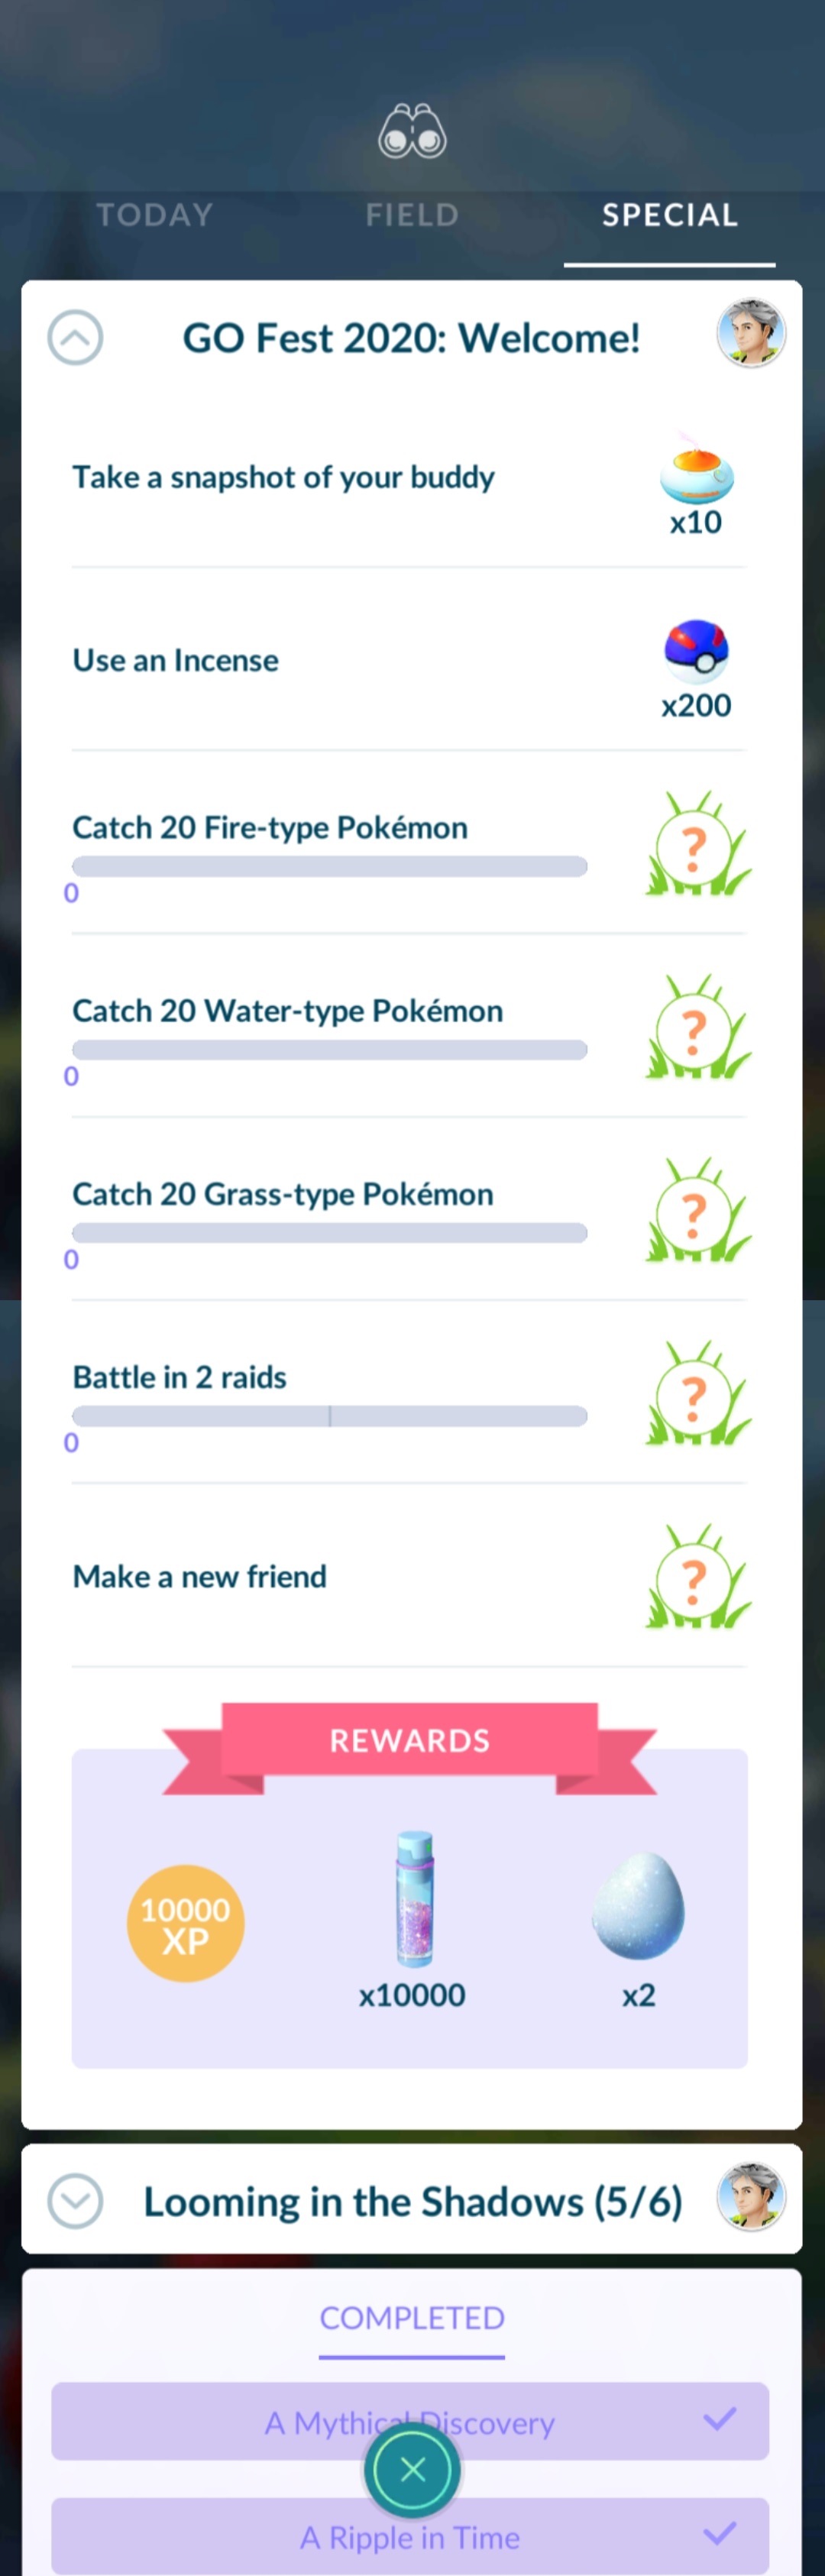 TODAY
FIELD
SPECIAL
GO Fest 2020: Welcome!
Take a snapshot of your buddy
x10
Use an Incense
x200
Catch 20 Fire-type Pokémon
0
?
Catch 20 Water-type Pokémon
0
?
Catch 20 Grass-type Pokémon
0
?
Battle in 2 raids
0
?
Make a new friend
?
REWARDS
10000
XP
x10000
x2
Looming in the Shadows (5/6)
COMPLETED
A Mythical Discovery
A Ripple in Time